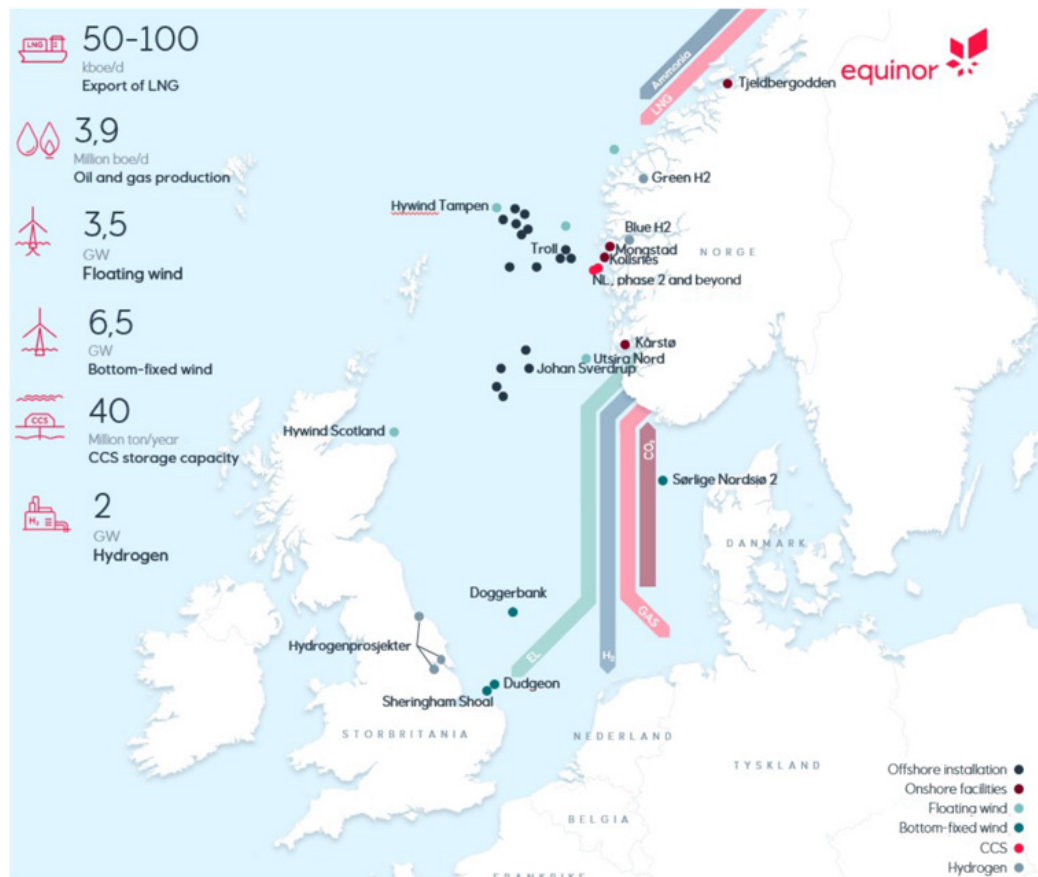 LNG
50-100
kboe/d
Export of LNG
3,9
Million boe/d
Oil and gas production
3,5
GW
Floating wind
6,5
GW
Bottom-fixed wind
CCS
40
Million ton/year
CCS storage capacity
H₂
2
GW
Hydrogen
equinor
Ammonia
LNG
Tjeldbergodden
Green H2
Hywind Tampen
Blue H2
Troll
Mongstad
NORGE
Kollsnes
NL, phase 2 and beyond
Kårstø
Utsira Nord
Johan Sverdrup
Hywind Scotland
CO₂
Sørlige Nordsjø 2
DANMARK
Doggerbank
GAS
Hydrogenprosjekter
EL
H₂
Dudgeon
Sheringham Shoal
STORBRITANIA
NEDERLAND
TYSKLAND
BELGIA
FRANKRIKE
Offshore installation
Onshore facilities
Floating wind
Bottom-fixed wind
CCS
Hydrogen